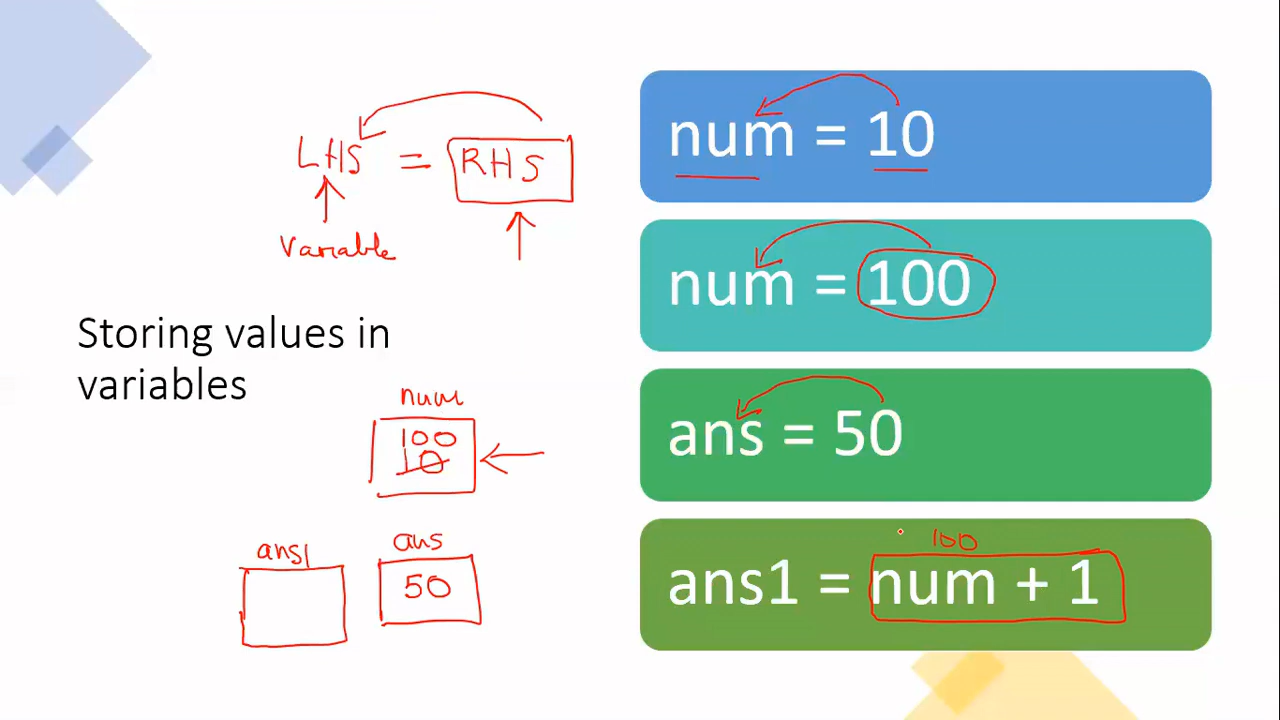 LHS = RHS
Variable
Storing values in
variables
num
100
10
ans1
ans
50
num = 10
num = 100
ans = 50
100
ans1 = num + 1